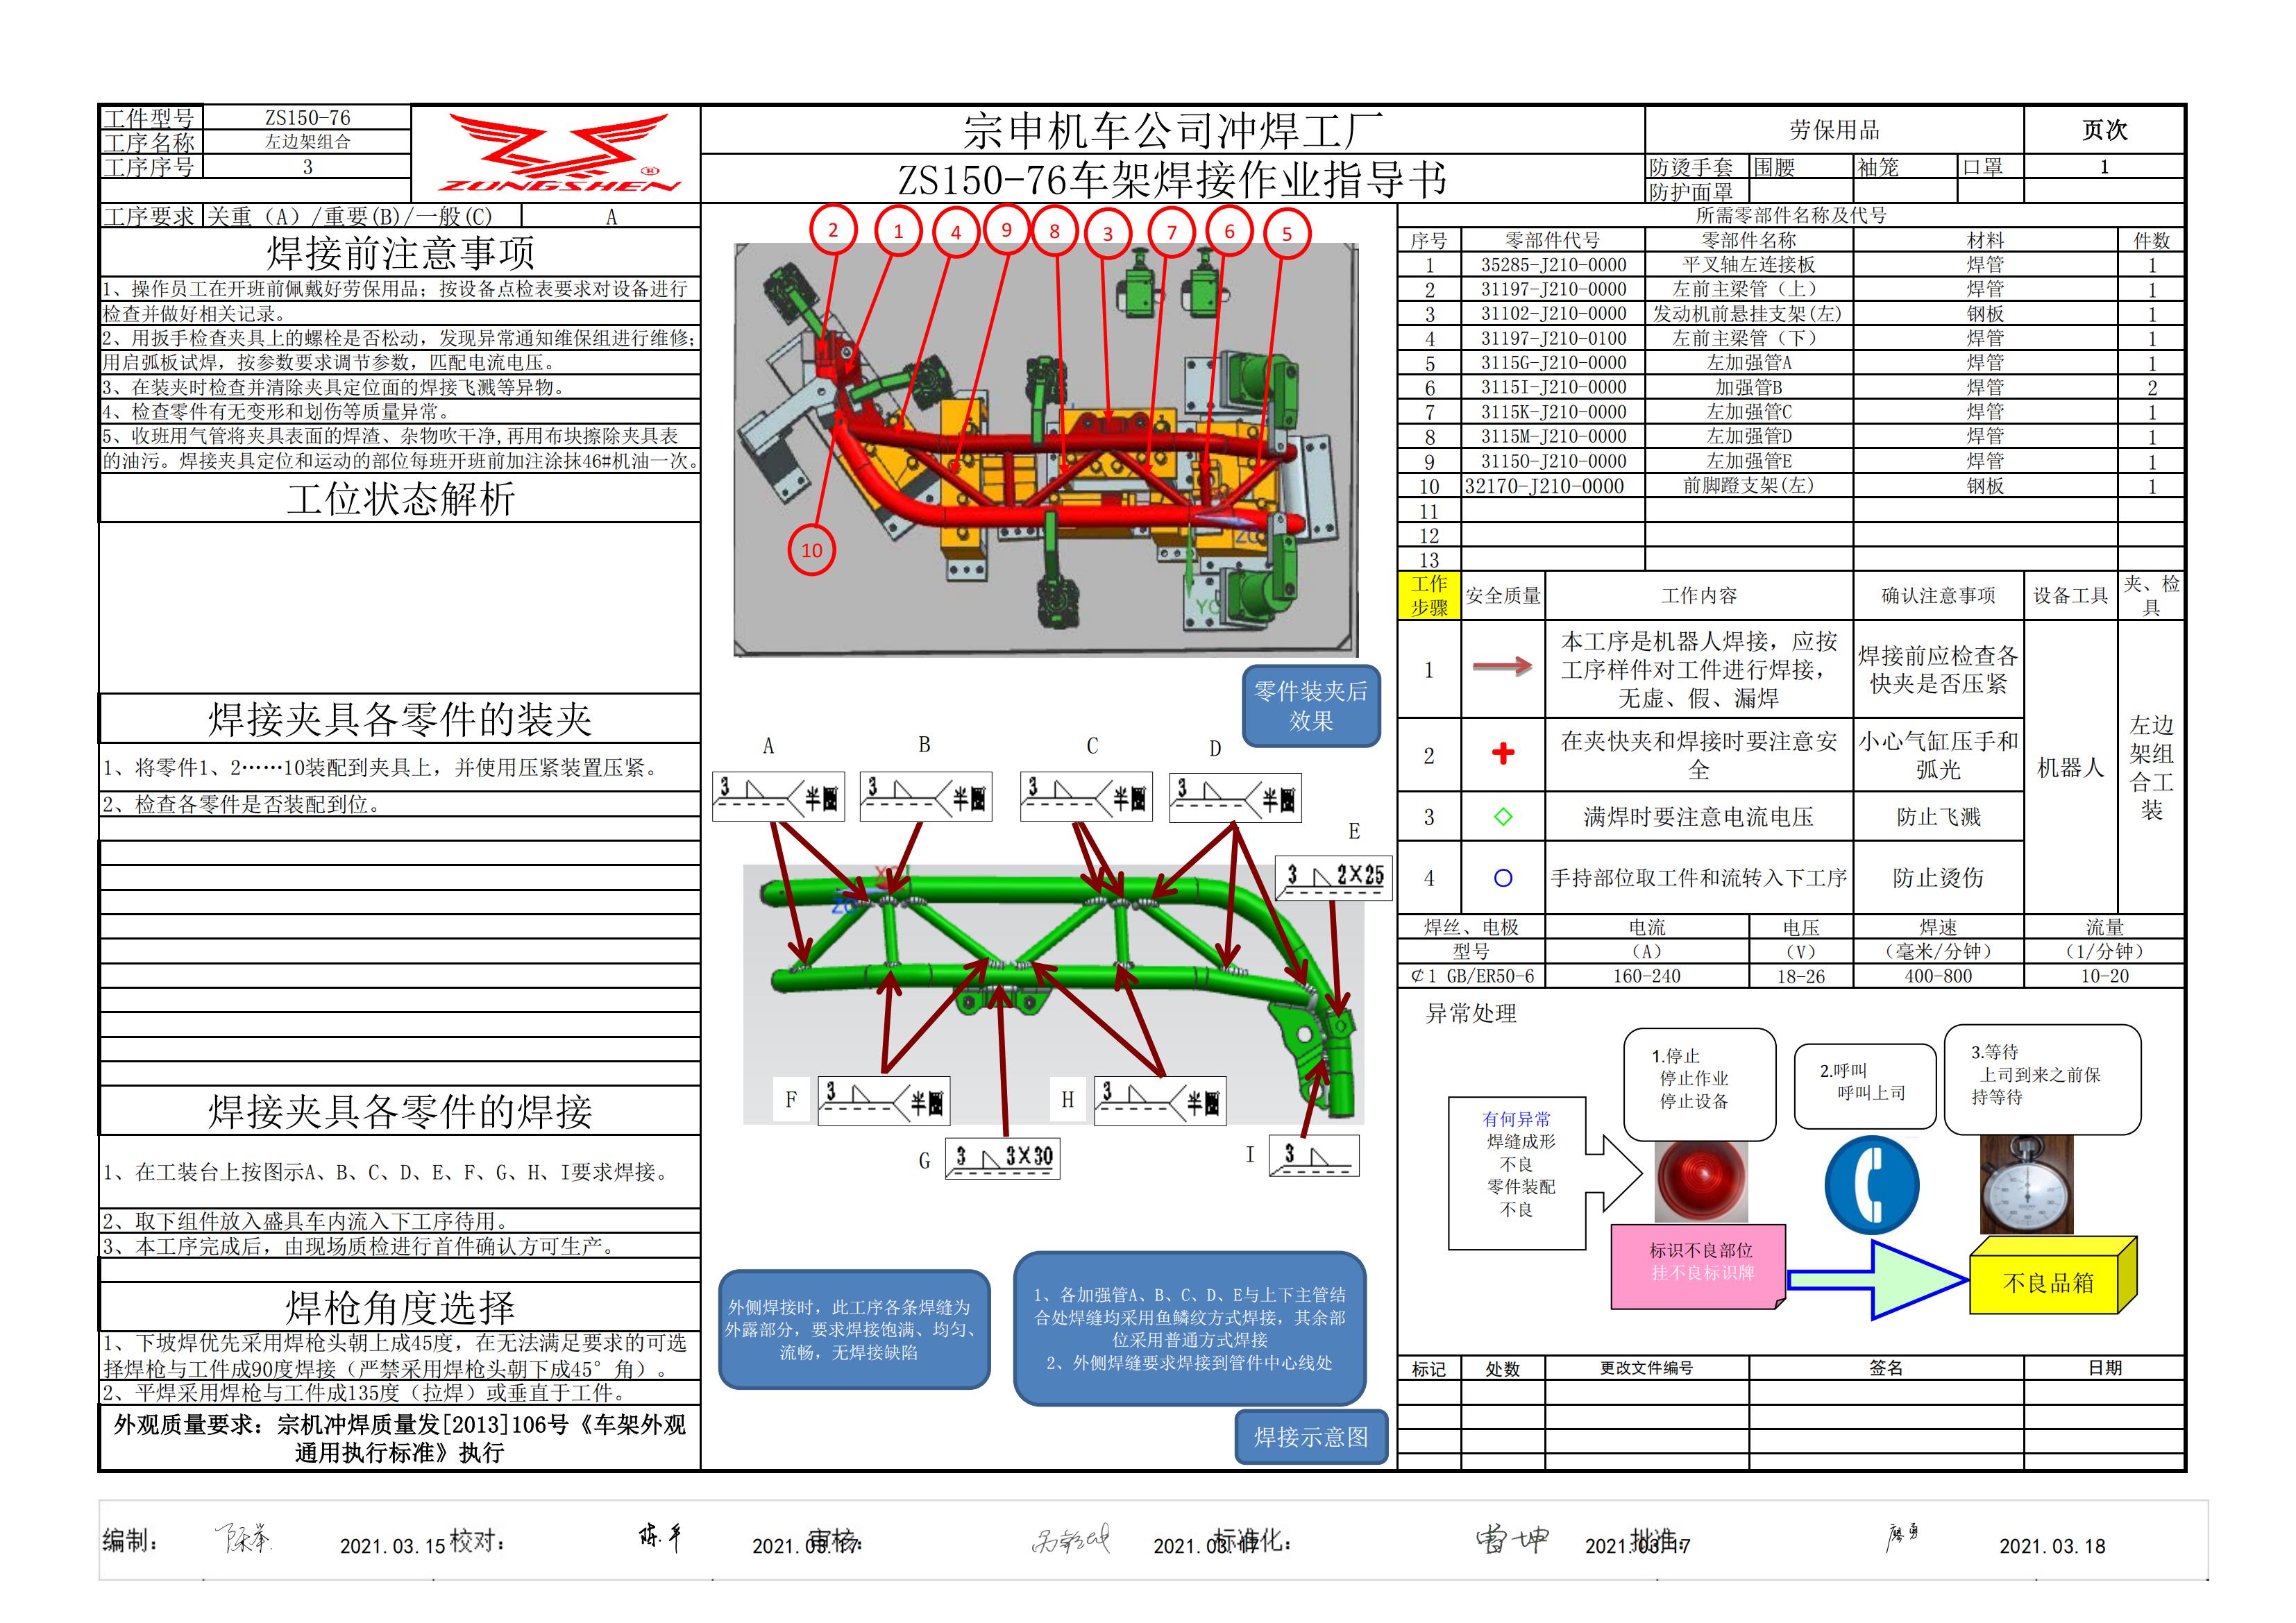 工件型号 ZS150-76
工序名称 左边架组合
工序序号 3
ZONGSHEN ®
宗申机车公司冲焊工厂
ZS150-76车架焊接作业指导书
劳保用品 页次
防烫手套 围腰 袖笼 口罩 1
防护面罩
工序要求 关重（A）/重要(B)/一般(C) A
焊接前注意事项
1、操作员工在开班前佩戴好劳保用品；按设备点检表要求对设备进行
检查并做好相关记录。
2、用扳手检查夹具上的螺栓是否松动，发现异常通知维保组进行维修；
用启弧板试焊，按参数要求调节参数，匹配电流电压。
3、在装夹时检查并清除夹具定位面的焊接飞溅等异物。
4、检查零件有无变形和划伤等质量异常。
5、收班用气管将夹具表面的焊渣、杂物吹干净,再用布块擦除夹具表
的油污。焊接夹具定位和运动的部位每班开班前加注涂抹46#机油一次。
工位状态解析
焊接夹具各零件的装夹
1、将零件1、2……10装配到夹具上，并使用压紧装置压紧。
2、检查各零件是否装配到位。
焊接夹具各零件的焊接
1、在工装台上按图示A、B、C、D、E、F、G、H、I要求焊接。
2、取下组件放入盛具车内流入下工序待用。
3、本工序完成后，由现场质检进行首件确认方可生产。
焊枪角度选择
1、下坡焊优先采用焊枪头朝上成45度，在无法满足要求的可选
择焊枪与工件成90度焊接（严禁采用焊枪头朝下成45°角）。
2、平焊采用焊枪与工件成135度（拉焊）或垂直于工件。
外观质量要求：宗机冲焊质量发[2013]106号《车架外观
通用执行标准》执行
2 1 4 9 8 3 7 6 5
10
ZC
YC
零件装夹后
效果
A B C D
3 半圈 3 半圈 3 半圈 3 半圈
E
3 2×25
X
ZC
F 3 半圈 H 3 半圈
G 3 3×30 I 3
外侧焊接时，此工序各条焊缝为
外露部分，要求焊接饱满、均匀、
流畅，无焊接缺陷
1、各加强管A、B、C、D、E与上下主管结
合处焊缝均采用鱼鳞纹方式焊接，其余部
位采用普通方式焊接
2、外侧焊缝要求焊接到管件中心线处
焊接示意图
所需零部件名称及代号
序号 零部件代号 零部件名称 材料 件数
1 35285-J210-0000 平叉轴左连接板 焊管 1
2 31197-J210-0000 左前主梁管（上） 焊管 1
3 31102-J210-0000 发动机前悬挂支架(左) 钢板 1
4 31197-J210-0100 左前主梁管（下） 焊管 1
5 3115G-J210-0000 左加强管A 焊管 1
6 3115I-J210-0000 加强管B 焊管 2
7 3115K-J210-0000 左加强管C 焊管 1
8 3115M-J210-0000 左加强管D 焊管 1
9 3115O-J210-0000 左加强管E 焊管 1
10 32170-J210-0000 前脚蹬支架(左) 钢板 1
11
12
13
工作
步骤 安全质量 工作内容 确认注意事项 设备工具 夹、检
具
1 本工序是机器人焊接，应按
工序样件对工件进行焊接，
无虚、假、漏焊 焊接前应检查各
快夹是否压紧
2 在夹快夹和焊接时要注意安
全 小心气缸压手和
弧光
3 满焊时要注意电流电压 防止飞溅
4 手持部位取工件和流转入下工序 防止烫伤
机器人
左边
架组
合工
装
焊丝、电极 电流 电压 焊速 流量
型号 （A） （V） （毫米/分钟） （1/分钟）
¢1 GB/ER50-6 160-240 18-26 400-800 10-20
异常处理
有何异常
焊缝成形
不良
零件装配
不良
1.停止
停止作业
停止设备
2.呼叫
呼叫上司
3.等待
上司到来之前保
持等待
标识不良部位
挂不良标识牌
不良品箱
标记 处数 更改文件编号 签名 日期
编制： 2021.03.15 校对： 陈平 2021.03.17 审核： 2021.03.17 标准化： 曾坤 2021.03.17 批准： 廖勇 2021.03.18